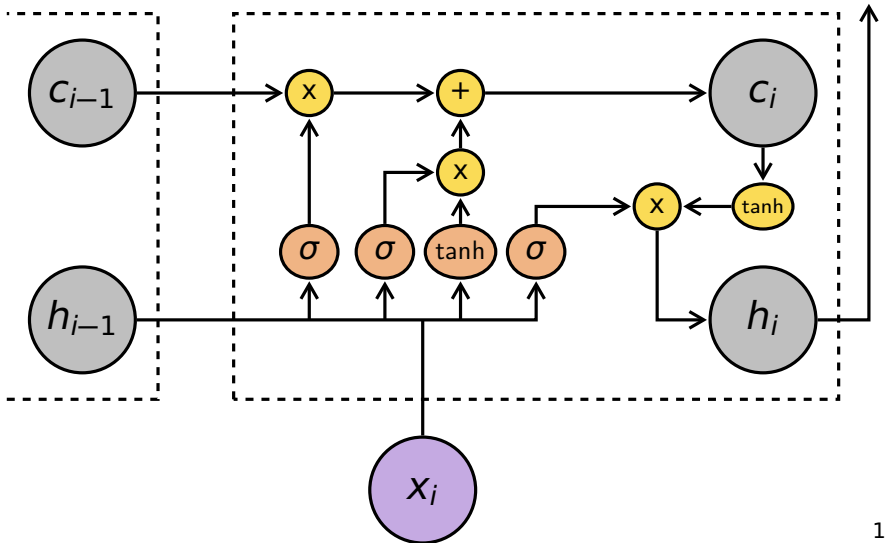 c_{i−1} x + c_i
x
x tanh
σ σ tanh σ
h_{i−1} h_i
x_i
1